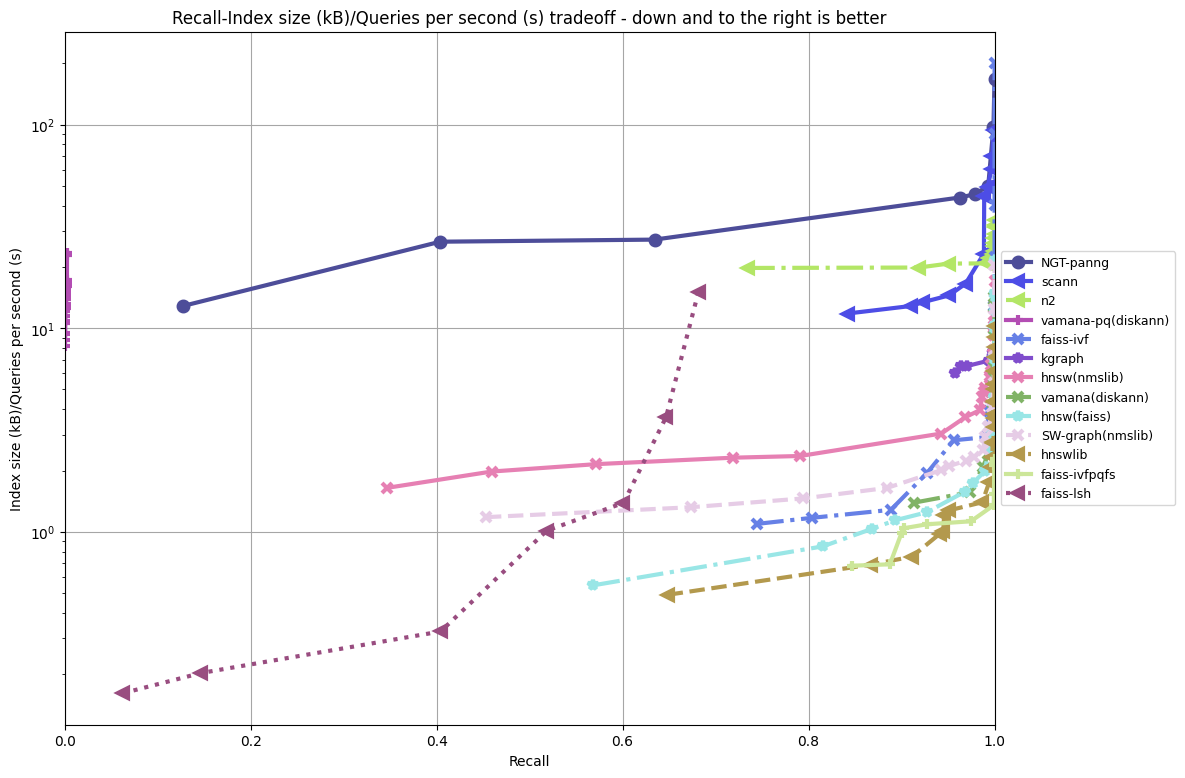 Recall-Index size (kB)/Queries per second (s) tradeoff - down and to the right is better
Index size (kB)/Queries per second (s)
10²
10¹
10⁰
0.0 0.2 0.4 0.6 0.8 1.0
Recall
NGT-panng
scann
n2
vamana-pq(diskann)
faiss-ivf
kgraph
hnsw(nmslib)
vamana(diskann)
hnsw(faiss)
SW-graph(nmslib)
hnswlib
faiss-ivfpqfs
faiss-lsh